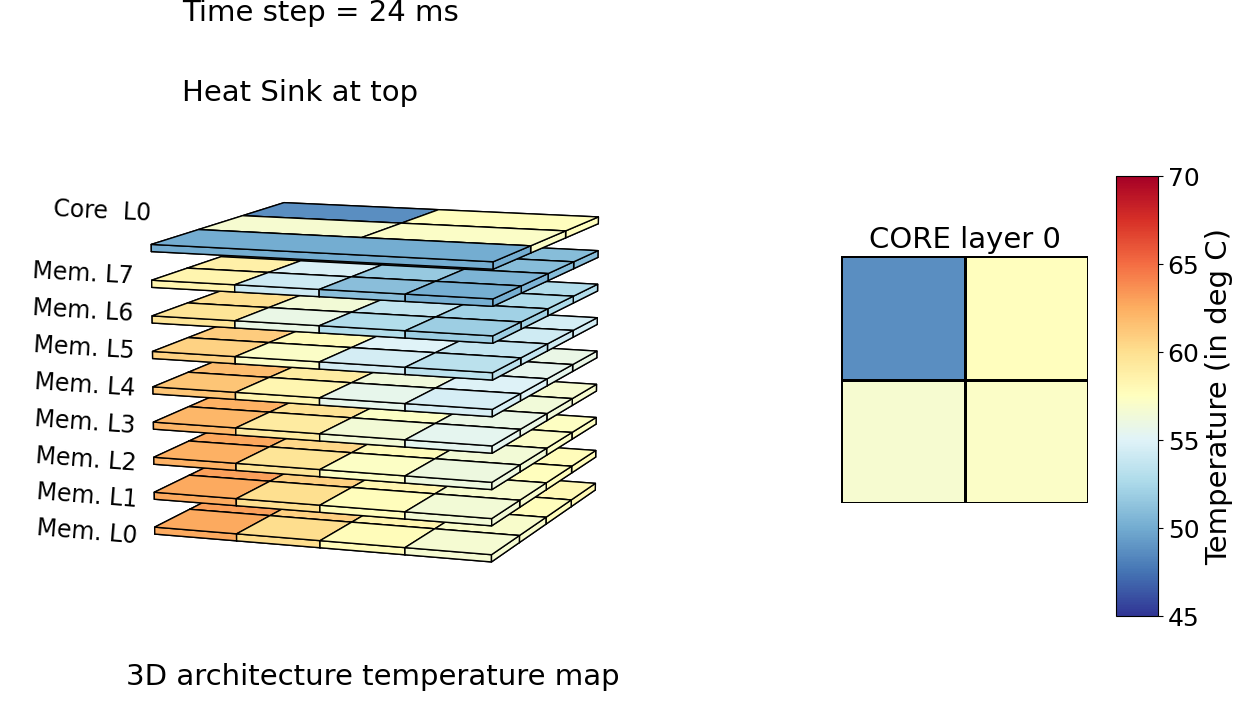 Time step = 24 ms
Heat Sink at top
Core  L0
Mem. L7
Mem. L6
Mem. L5
Mem. L4
Mem. L3
Mem. L2
Mem. L1
Mem. L0
3D architecture temperature map
CORE layer 0
70
65
60
55
50
45
Temperature (in deg C)